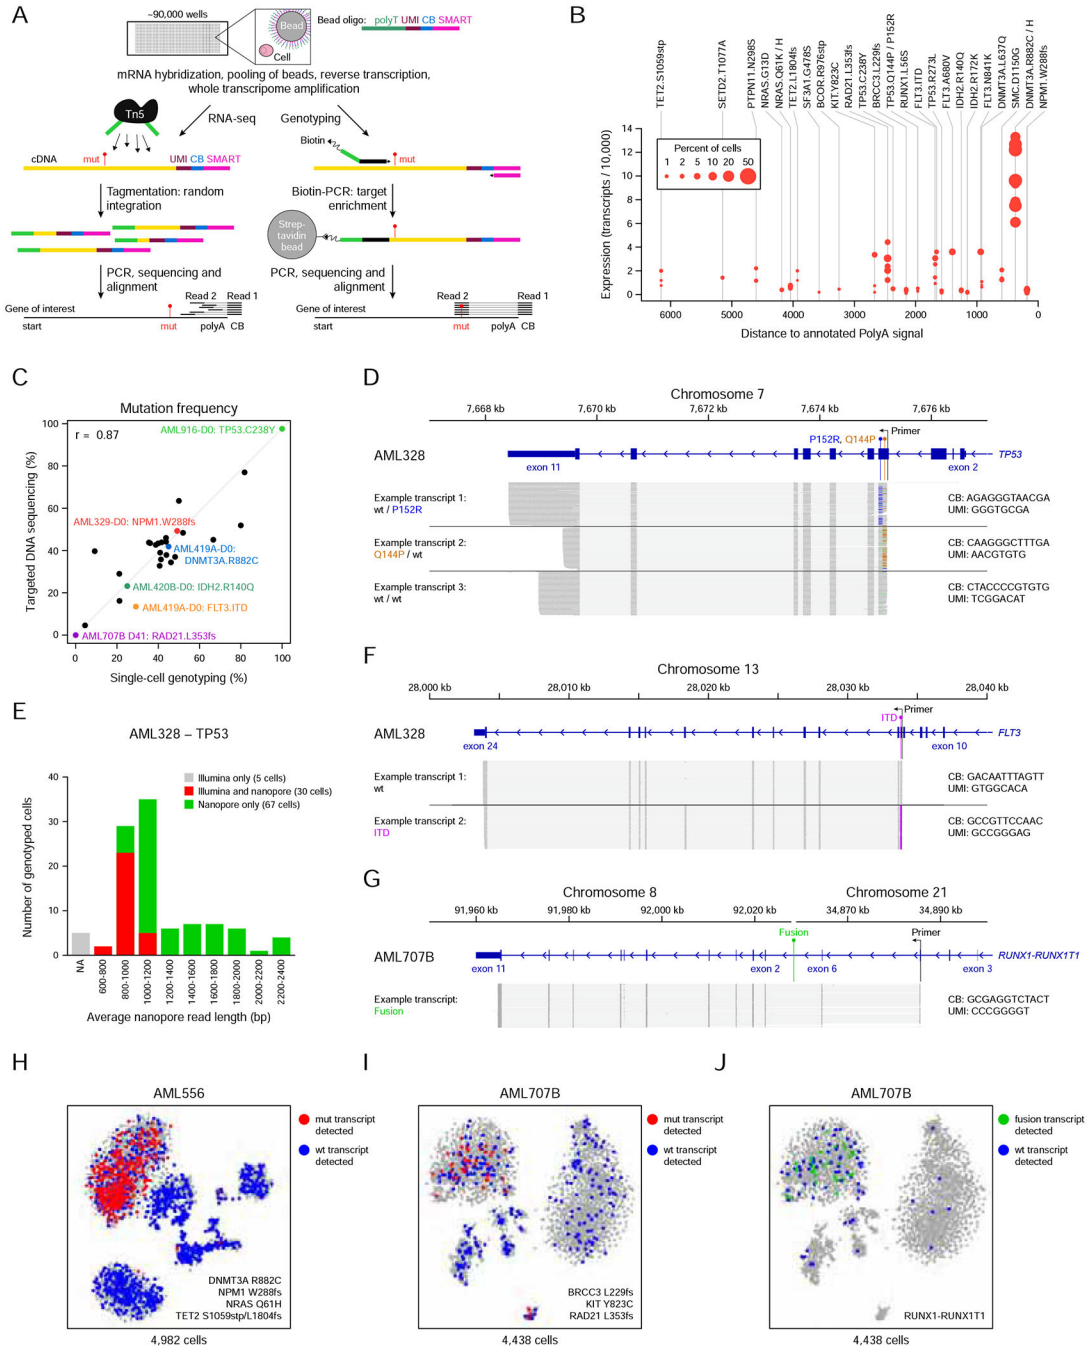 A
~90,000 wells
Bead
Cell
Bead oligo: polyT UMI CB SMART
mRNA hybridization, pooling of beads, reverse transcription,
whole transcripome amplification
Tn5
RNA-seq
Genotyping
Biotin
cDNA
mut
UMI CB SMART
mut
Tagmentation: random
integration
Biotin-PCR: target
enrichment
Strep-
tavidin
bead
PCR, sequencing and
alignment
PCR, sequencing and
alignment
Read 2 Read 1
Gene of interest
start mut polyA CB
Read 2 Read 1
Gene of interest
start mut polyA CB
B
TET2.S1059stp
SETD2.T1077A
PTPN11.N298S
NRAS.G13D
NRAS.Q61K / H
TET2.L1804fs
SF3A1.G478S
BCOR.R976stp
KIT.Y823C
RAD21.L353fs
TP53.C238Y
BRCC3.L229fs
TP53.Q144P / P152R
RUNX1.L56S
FLT3.ITD
TP53.R273L
FLT3.A680V
IDH2.R140Q
IDH2.R172K
FLT3.N841K
DNMT3A.L637Q
SMC.D1150G
DNMT3A.R882C / H
NPM1.W288fs
Expression (transcripts / 10,000)
14
12
10
8
6
4
2
0
Percent of cells
1 2 5 10 20 50
6000 5000 4000 3000 2000 1000 0
Distance to annotated PolyA signal
C
Mutation frequency
Targeted DNA sequencing (%)
100
80
60
40
20
0
r = 0.87
AML916-D0: TP53.C238Y
AML329-D0: NPM1.W288fs
AML419A-D0:
DNMT3A.R882C
AML420B-D0: IDH2.R140Q
AML419A-D0: FLT3.ITD
AML707B D41: RAD21.L353fs
0 20 40 60 80 100
Single-cell genotyping (%)
D
Chromosome 7
7,668 kb 7,670 kb 7,672 kb 7,674 kb 7,676 kb
P152R, Q144P
Primer
AML328
exon 11
exon 2
TP53
Example transcript 1:
wt / P152R
CB: AGAGGGTAACGA
UMI: GGGTGCGA
Example transcript 2:
Q144P / wt
CB: CAAGGGCTTTGA
UMI: AACGTGTG
Example transcript 3:
wt / wt
CB: CTACCCCGTGTG
UMI: TCGGACAT
E
AML328 – TP53
Number of genotyped cells
40
30
20
10
0
Illumina only (5 cells)
Illumina and nanopore (30 cells)
Nanopore only (67 cells)
NA
600-800
800-1000
1000-1200
1200-1400
1400-1600
1600-1800
1800-2000
2000-2200
2200-2400
Average nanopore read length (bp)
F
Chromosome 13
28,000 kb 28,010 kb 28,020 kb 28,030 kb 28,040 kb
ITD
Primer
AML328
exon 24
exon 10
FLT3
Example transcript 1:
wt
CB: GACAATTTAGTT
UMI: GTGGCACA
Example transcript 2:
ITD
CB: GCCGTTCCAAC
UMI: GCCGGGAG
G
Chromosome 8 Chromosome 21
91,960 kb 91,980 kb 92,000 kb 92,020 kb 34,870 kb 34,890 kb
Fusion
Primer
AML707B
exon 11
exon 2
exon 6
exon 3
RUNX1-RUNX1T1
Example transcript:
Fusion
CB: GCGAGGTCTACT
UMI: CCCGGGGT
H
AML556
mut transcript
detected
wt transcript
detected
DNMT3A R882C
NPM1 W288fs
NRAS Q61H
TET2 S1059stp/L1804fs
4,982 cells
I
AML707B
mut transcript
detected
wt transcript
detected
BRCC3 L229fs
KIT Y823C
RAD21 L353fs
4,438 cells
J
AML707B
fusion transcript
detected
wt transcript
detected
RUNX1-RUNX1T1
4,438 cells